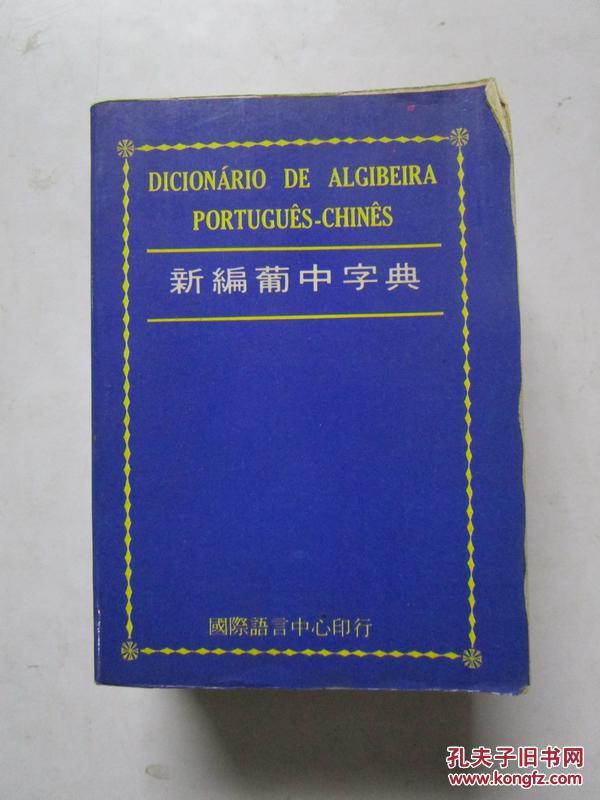 DICIONÁRIO DE ALGIBEIRA
PORTUGUÊS-CHINÊS
新編葡中字典
國際語言中心印行
孔夫子旧书网
www.kongfz.com